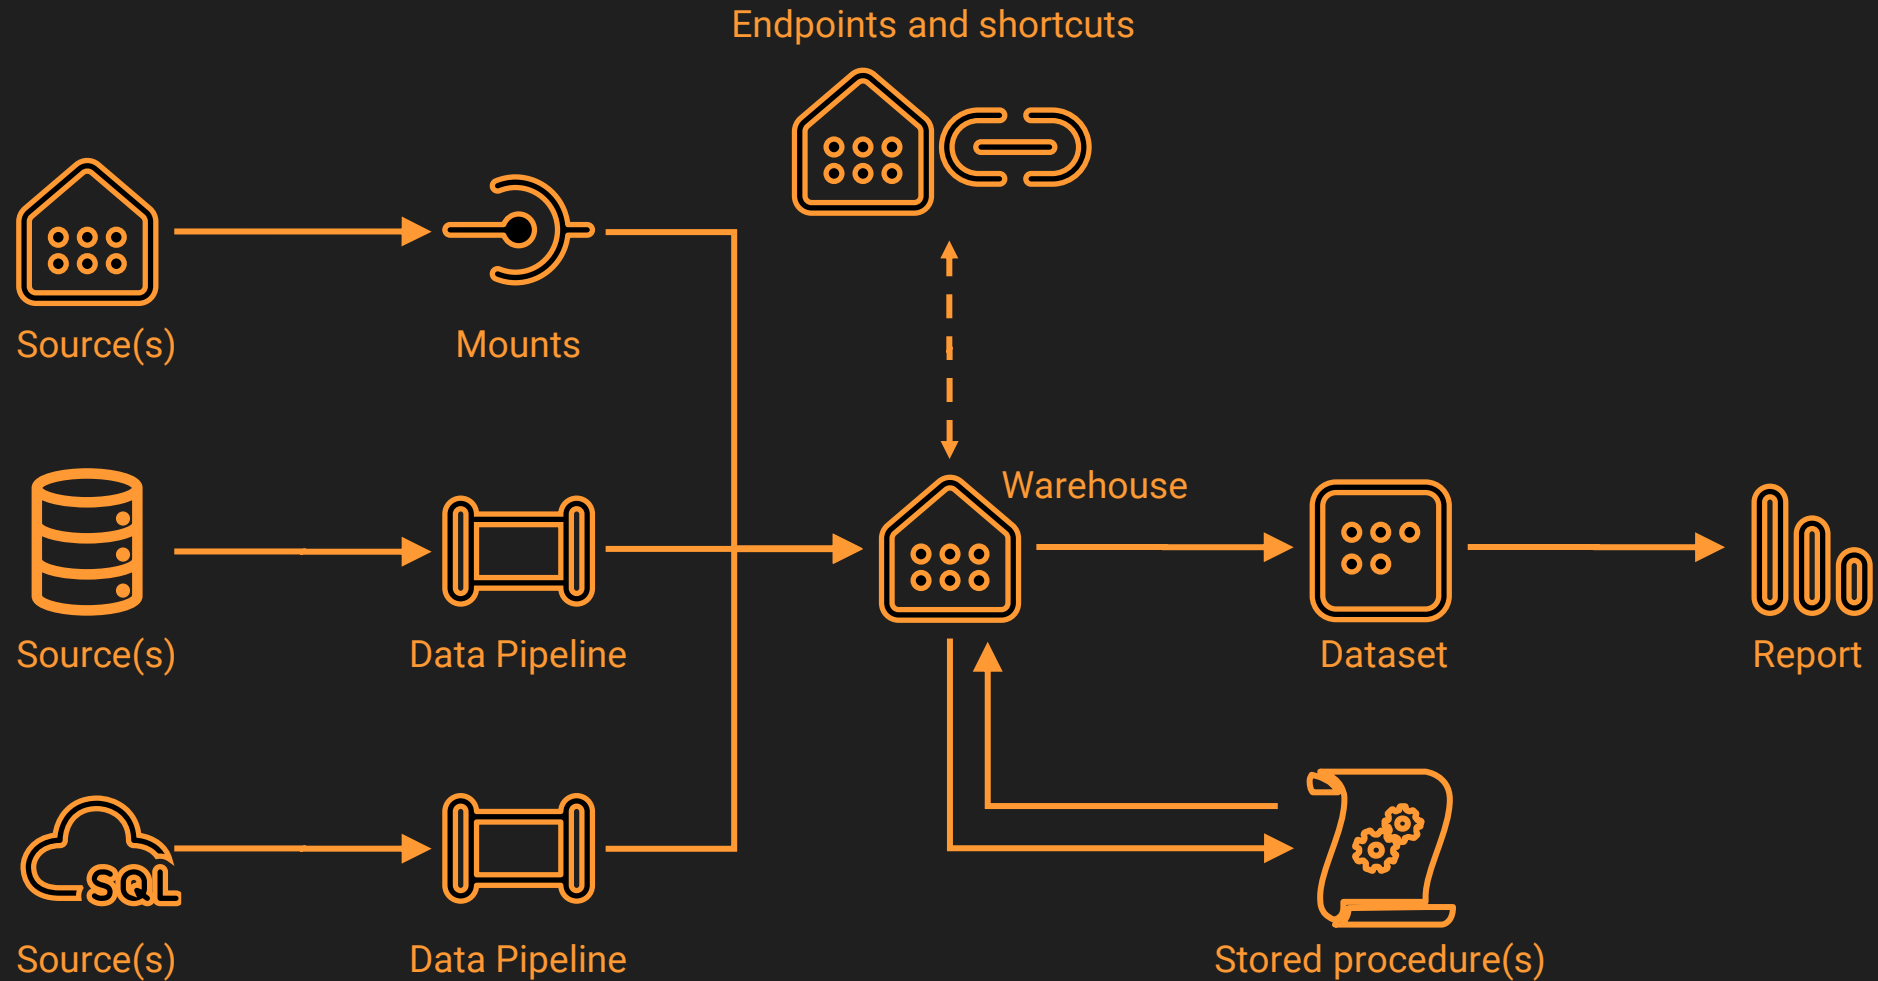 Endpoints and shortcuts
Source(s)
Mounts
Warehouse
Source(s)
Data Pipeline
Dataset
Report
SQL
Source(s)
Data Pipeline
Stored procedure(s)